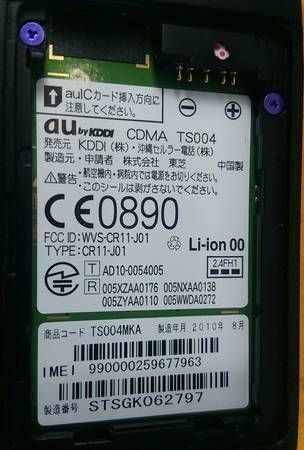 auICカード挿入方向に
注意してください。
au by KDDI CDMA TS004
発売元 KDDI(株)・沖縄セルラー電話(株)
製造元・申請者 株式会社 東芝 中国製
⚠警告・航空機内・病院内では電源をお切りください。
・このシールは剥がさないでください。
CE0890
FCC ID: WVS-CR11-J01
TYPE: CR11-J01
Li-ion 00
2.4FH1
T AD10-0054005
R 005XZAA0176 005NXAA0138
005ZYAA0110 005WWDA0272
商品コード TS004MKA 製造年月 2010年 8月
IMEI 990000259677963
製造番号 STSGK062797